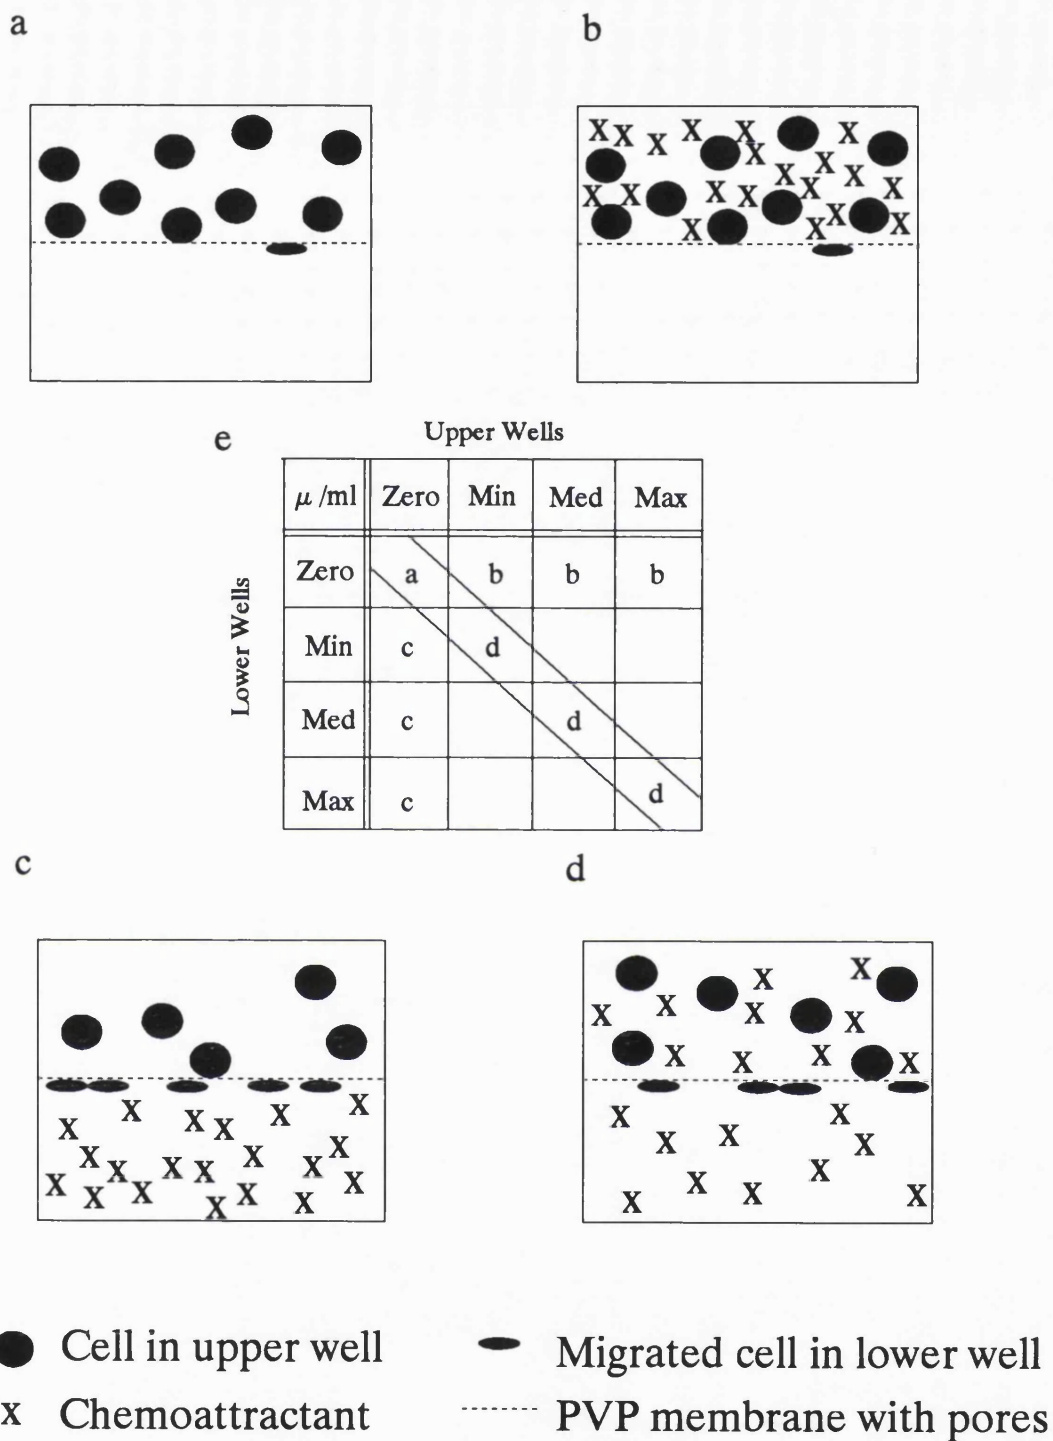 a
b
X X X X X X
X X X
X X X
X X X X X
X X X X
e
Upper Wells
μ /ml Zero Min Med Max
Lower Wells
Zero a b b b
Min c d
Med c d
Max c d
c
d
X X X
X X X
X X X X X
X X X X X
X X X X X
X X X
X X
X X X X
X X X X
X X
X X X
X X
X X X
Cell in upper well
Migrated cell in lower well
X Chemoattractant
PVP membrane with pores